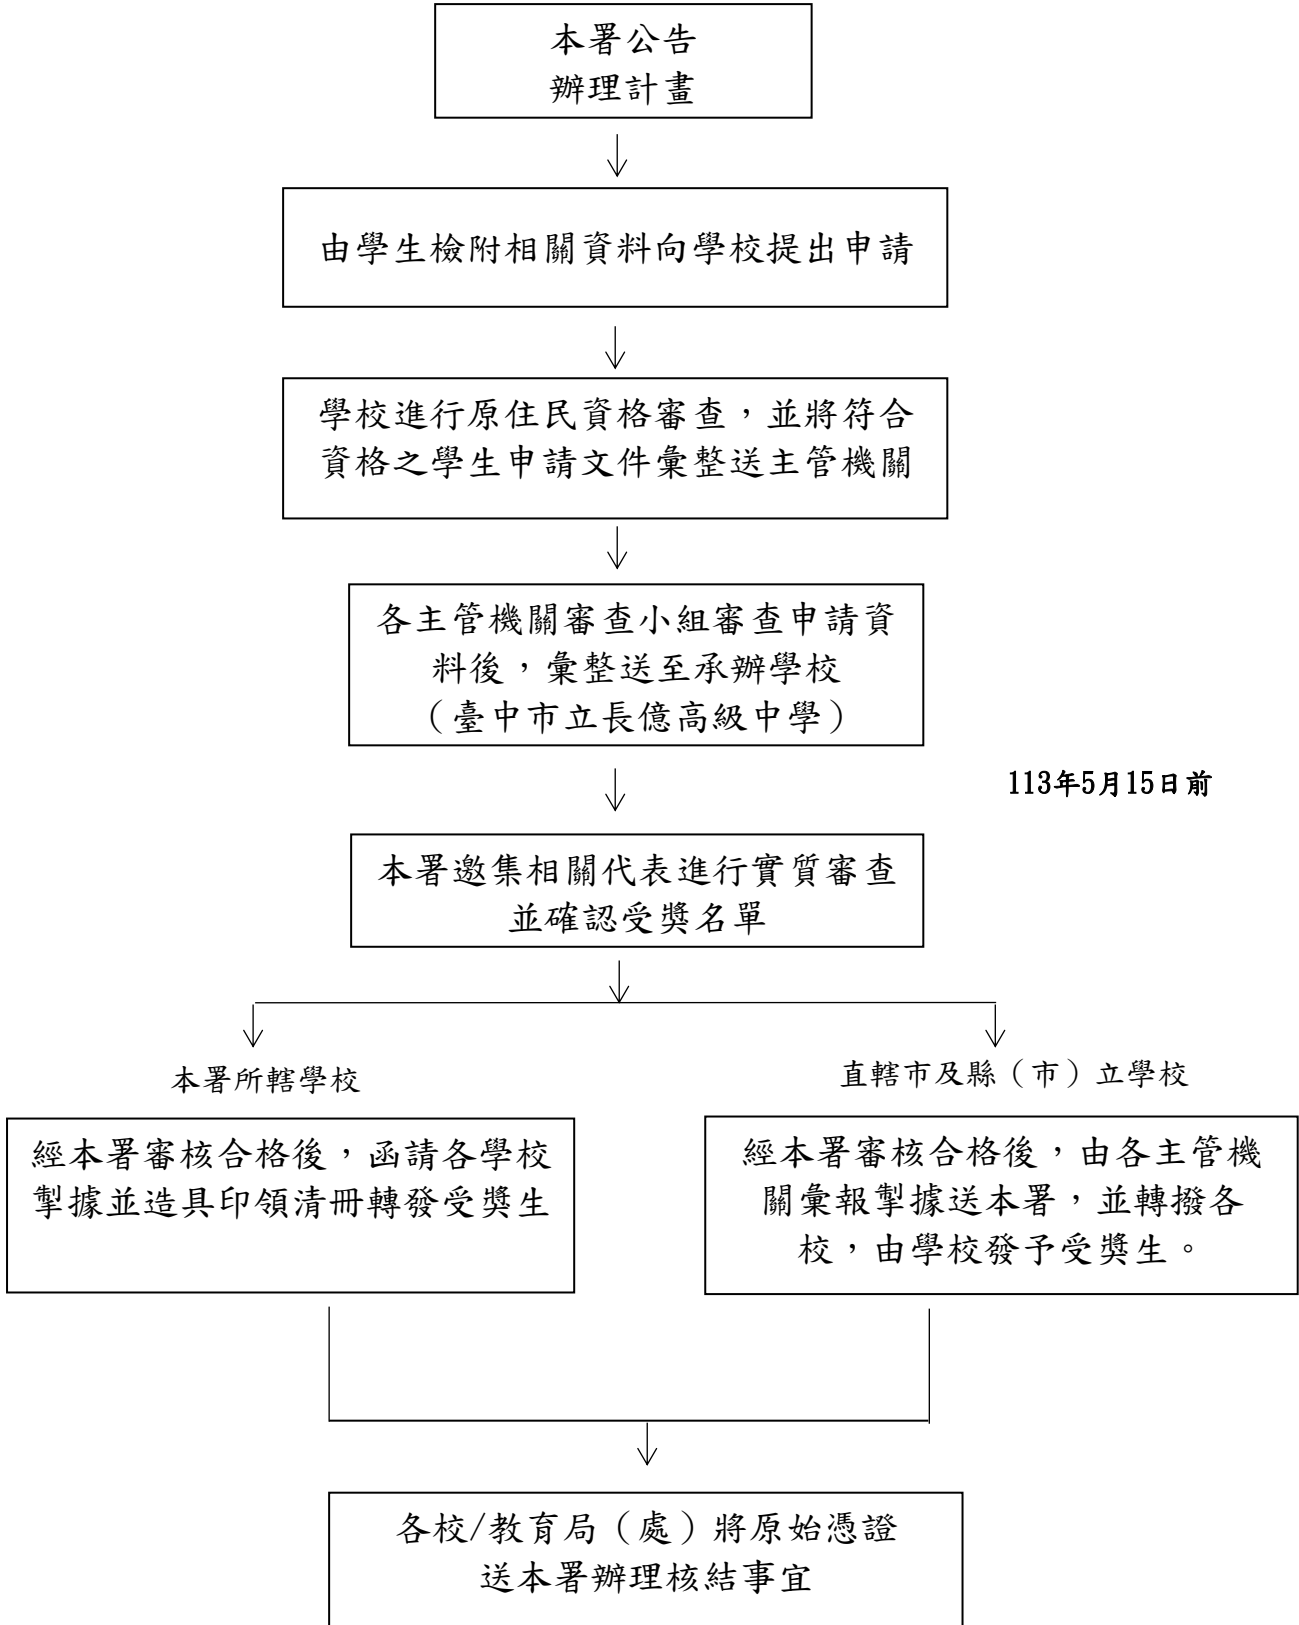 本署公告
辦理計畫
由學生檢附相關資料向學校提出申請
學校進行原住民資格審查，並將符合
資格之學生申請文件彙整送主管機關
各主管機關審查小組審查申請資
料後，彙整送至承辦學校
（臺中市立長億高級中學）
113年5月15日前
本署邀集相關代表進行實質審查
並確認受獎名單
本署所轄學校
直轄市及縣（市）立學校
經本署審核合格後，函請各學校
掣據並造具印領清冊轉發受獎生
經本署審核合格後，由各主管機
關彙報掣據送本署，並轉撥各
校，由學校發予受獎生。
各校/教育局（處）將原始憑證
送本署辦理核結事宜